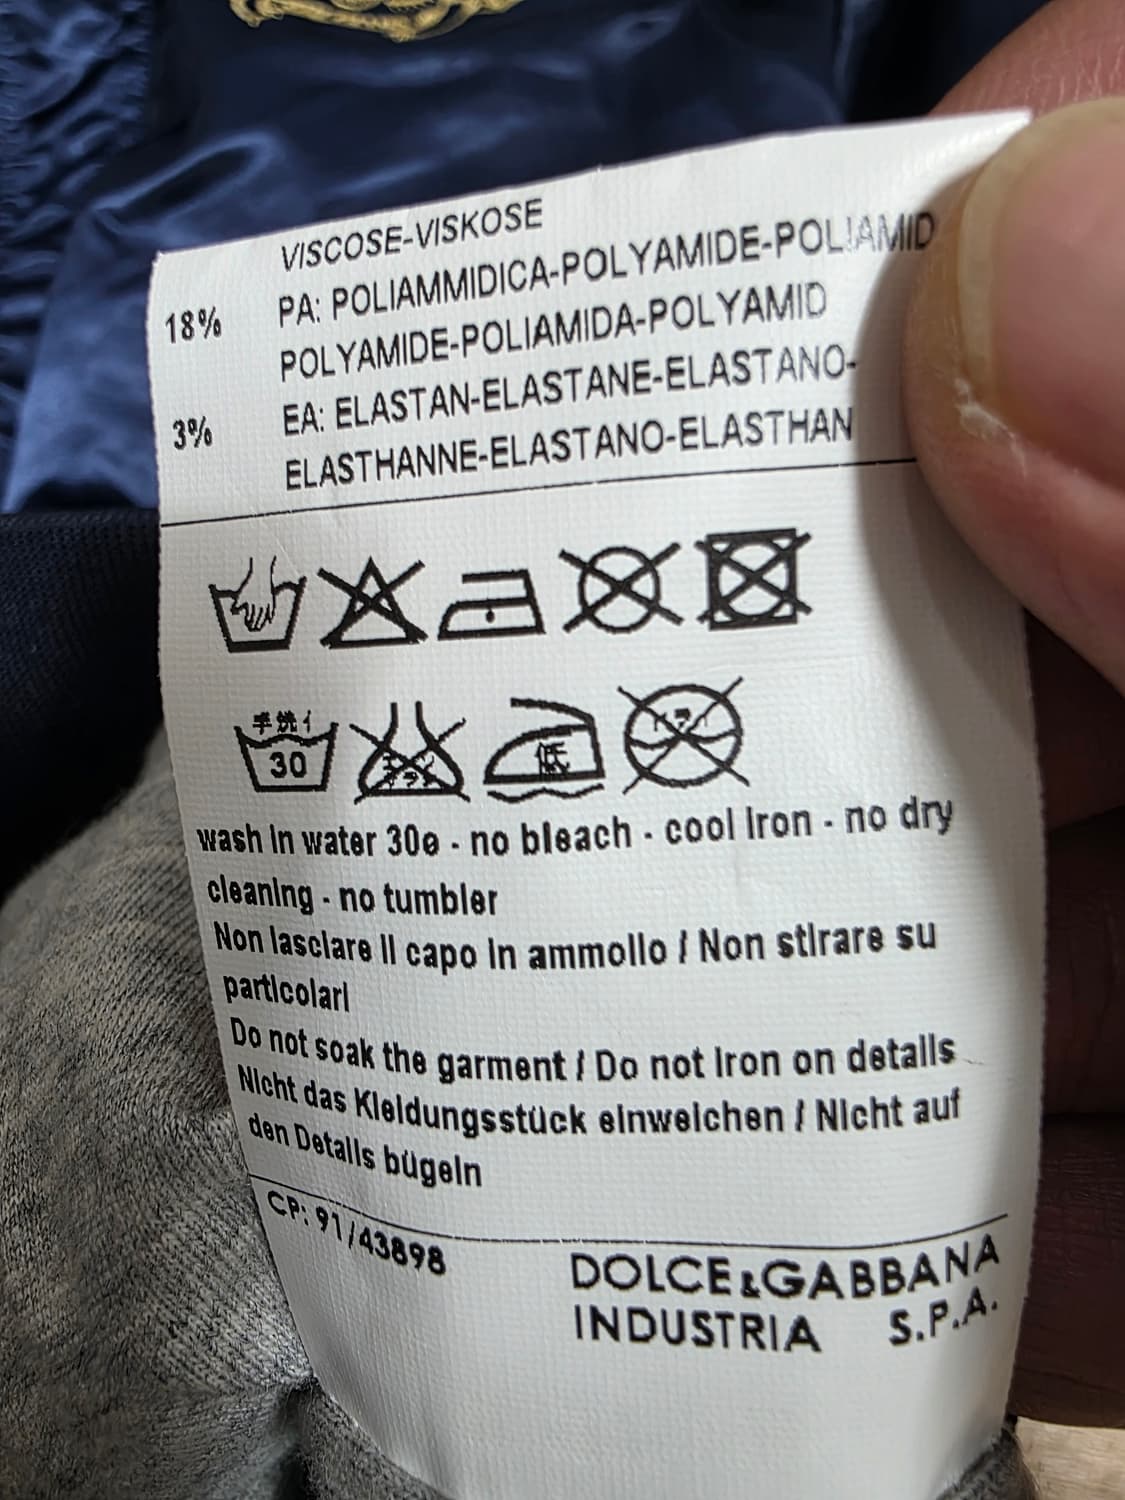 VISCOSE-VISKOSE
18% PA: POLIAMMIDICA-POLYAMIDE-POLIAMID
POLYAMIDE-POLIAMIDA-POLYAMID
3% EA: ELASTAN-ELASTANE-ELASTANO-
ELASTHANNE-ELASTANO-ELASTHAN
手洗イ
30
低
wash in water 30ø - no bleach - cool iron - no dry
cleaning - no tumbler
Non lasciare il capo in ammollo / Non stirare su
particolari
Do not soak the garment / Do not iron on details
Nicht das Kleidungsstück einweichen / Nicht auf
den Details bügeln
CP: 91/43898
DOLCE&GABBANA
INDUSTRIA S.P.A.